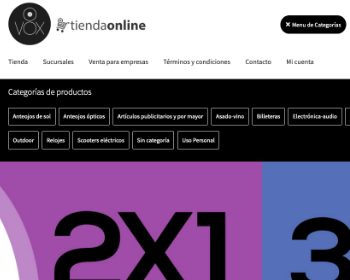 VOX
tiendaonline
✕ Menu de Categorías
Tienda Sucursales Venta para empresas Términos y condiciones Contacto Mi cuenta
Categorías de productos
Anteojos de sol Anteojos ópticos Artículos publicitarios y por mayor Asado-vino Billeteras Electrónica-audio
Outdoor Relojes Scooters eléctricos Sin categoría Uso Personal
2X1 3